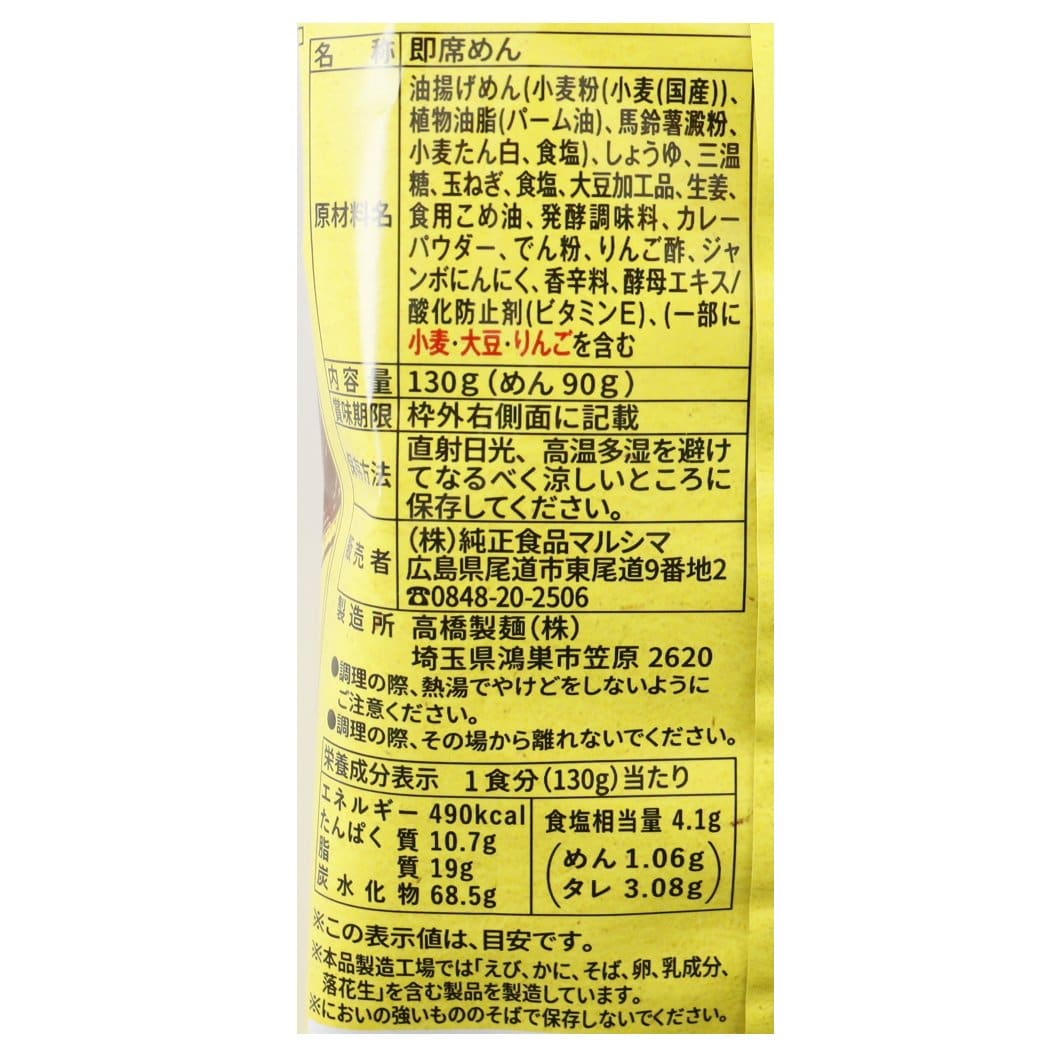 名称 即席めん
原材料名
油揚げめん(小麦粉(小麦(国産))、
植物油脂(パーム油)、馬鈴薯澱粉、
小麦たん白、食塩)、しょうゆ、三温
糖、玉ねぎ、食塩、大豆加工品、生姜、
食用こめ油、発酵調味料、カレー
パウダー、でん粉、りんご酢、ジャ
ンボにんにく、香辛料、酵母エキス/
酸化防止剤(ビタミンE)、(一部に
小麦・大豆・りんごを含む
内容量 130g(めん90g)
賞味期限 枠外右側面に記載
方法
直射日光、高温多湿を避け
てなるべく涼しいところに
保存してください。
販売者
(株)純正食品マルシマ
広島県尾道市東尾道9番地2
☎0848-20-2506
製造所 高橋製麺(株)
埼玉県鴻巣市笠原2620
●調理の際、熱湯でやけどをしないように
ご注意ください。
●調理の際、その場から離れないでください。
栄養成分表示 1食分(130g)当たり
エネルギー 490kcal
たんぱく質 10.7g
脂質 19g
炭水化物 68.5g
食塩相当量 4.1g
(めん 1.06g
タレ 3.08g)
※この表示値は、目安です。
※本品製造工場では「えび、かに、そば、卵、乳成分、
落花生」を含む製品を製造しています。
※においの強いもののそばで保存しないでください。